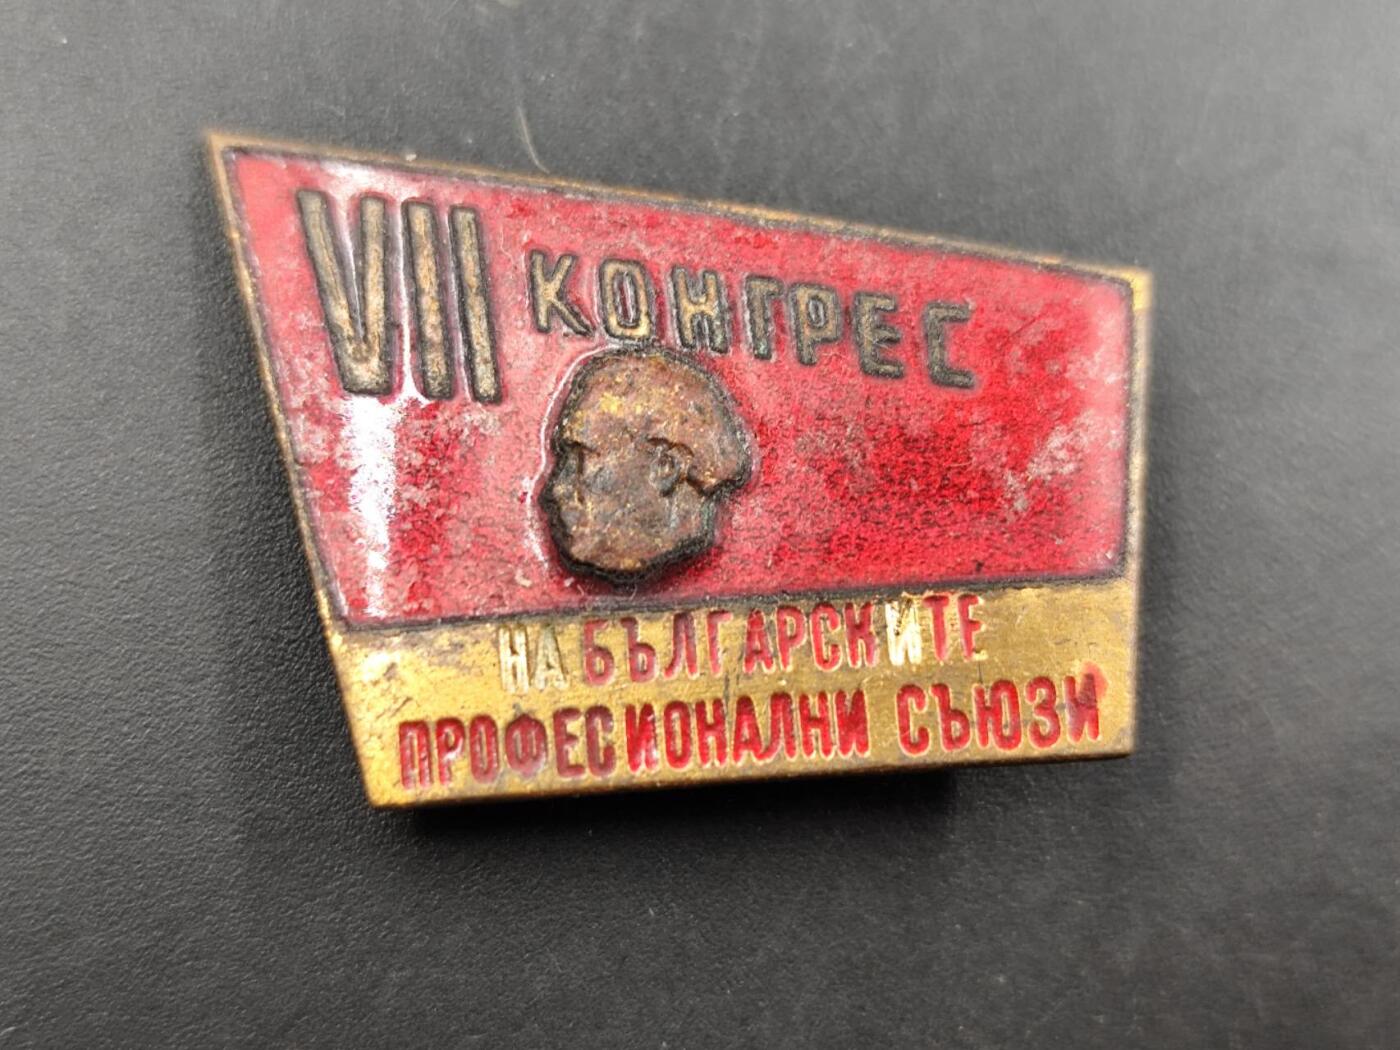 VII КОНГРЕС
НА БЪЛГАРСКИТЕ
ПРОФЕСИОНАЛНИ СЪЮЗИ